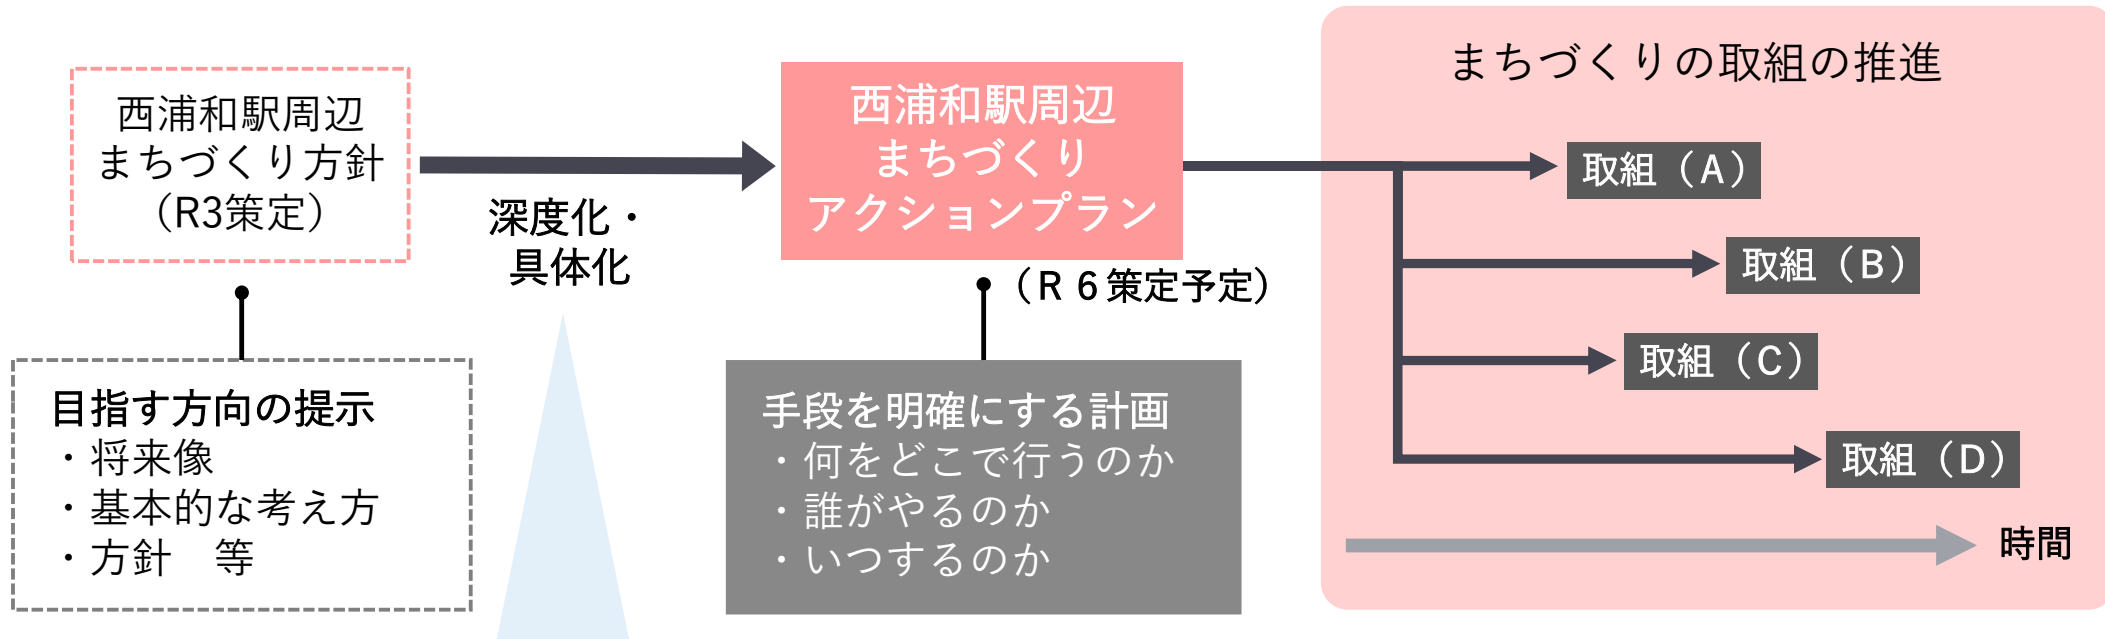 西浦和駅周辺
まちづくり方針
（R3策定）
深度化・
具体化
目指す方向の提示
・将来像
・基本的な考え方
・方針　等
西浦和駅周辺
まちづくり
アクションプラン
（R６策定予定）
手段を明確にする計画
・何をどこで行うのか
・誰がやるのか
・いつするのか
まちづくりの取組の推進
取組（A）
取組（B）
取組（C）
取組（D）
時間